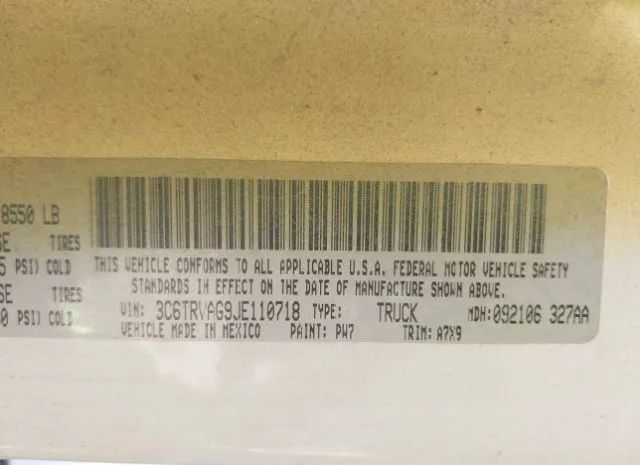 8550 LB
SE TIRES
5 PSI) COLD
SE TIRES
0 PSI) COLD
THIS VEHICLE CONFORMS TO ALL APPLICABLE U.S.A. FEDERAL MOTOR VEHICLE SAFETY
STANDARDS IN EFFECT ON THE DATE OF MANUFACTURE SHOWN ABOVE.
VIN: 3C6TRVAG9JE110718 TYPE: TRUCK MDH:092106 327AA
VEHICLE MADE IN MEXICO PAINT: PW7 TRIM: A7X9